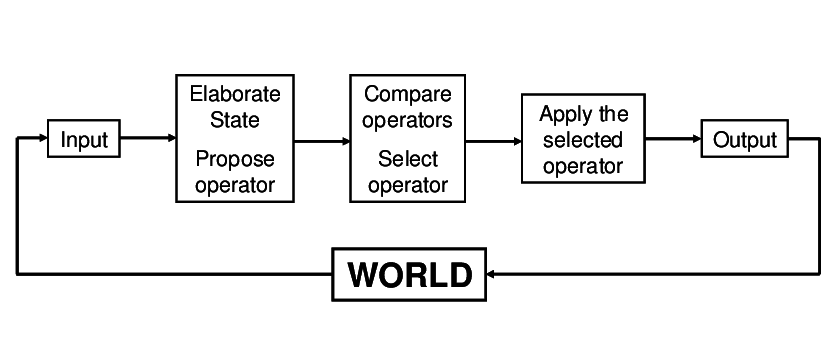 Input
Elaborate
State
Propose
operator
Compare
operators
Select
operator
Apply the
selected
operator
Output
WORLD